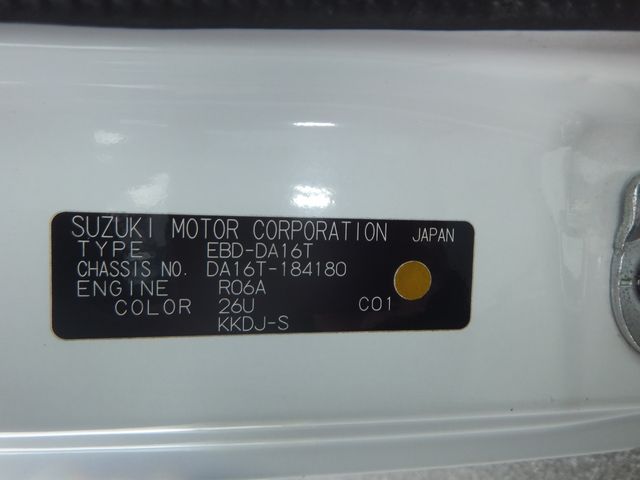 SUZUKI MOTOR CORPORATION JAPAN
TYPE EBD-DA16T
CHASSIS NO. DA16T-184180
ENGINE R06A
COLOR 26U C01
KKDJ-S